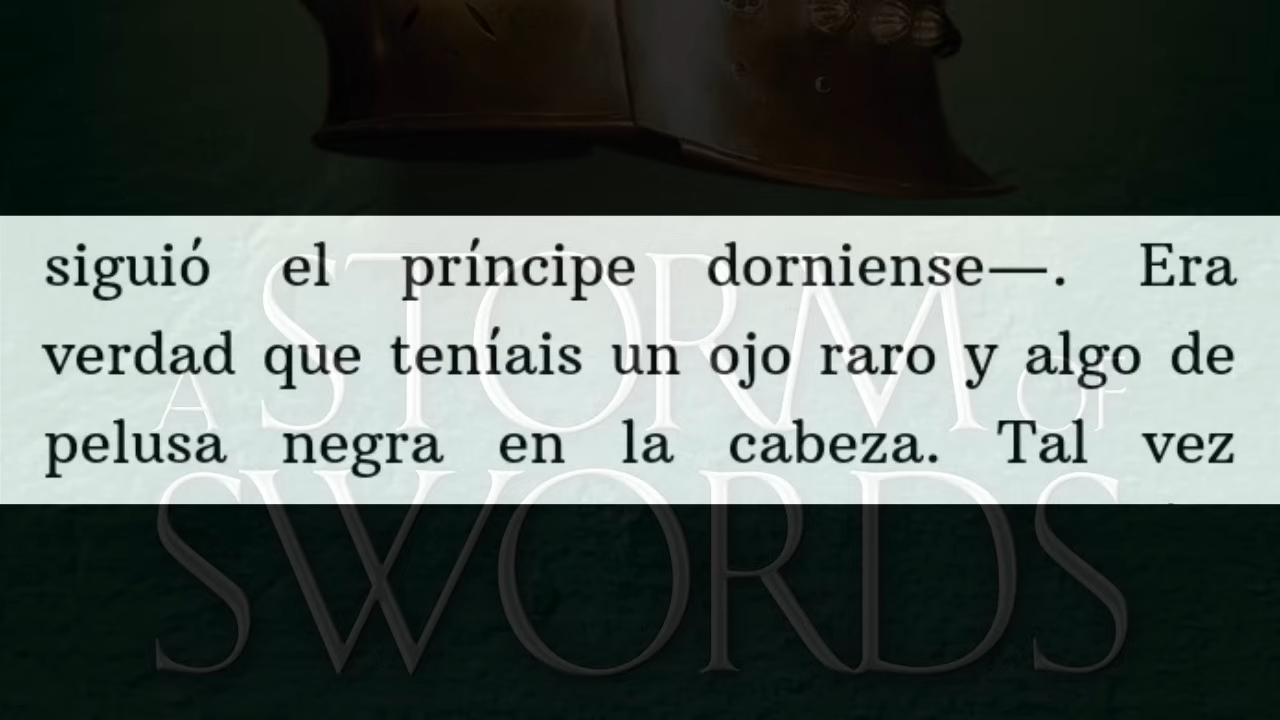 siguió el príncipe dorniense—. Era
verdad que teníais un ojo raro y algo de
pelusa negra en la cabeza. Tal vez
A STORM OF
SWORDS